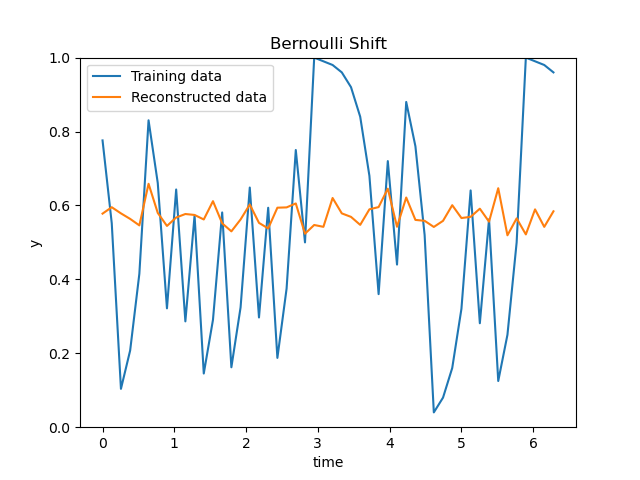 Bernoulli Shift
Training data
Reconstructed data
1.0
0.8
0.6
0.4
0.2
0.0
y
0 1 2 3 4 5 6
time